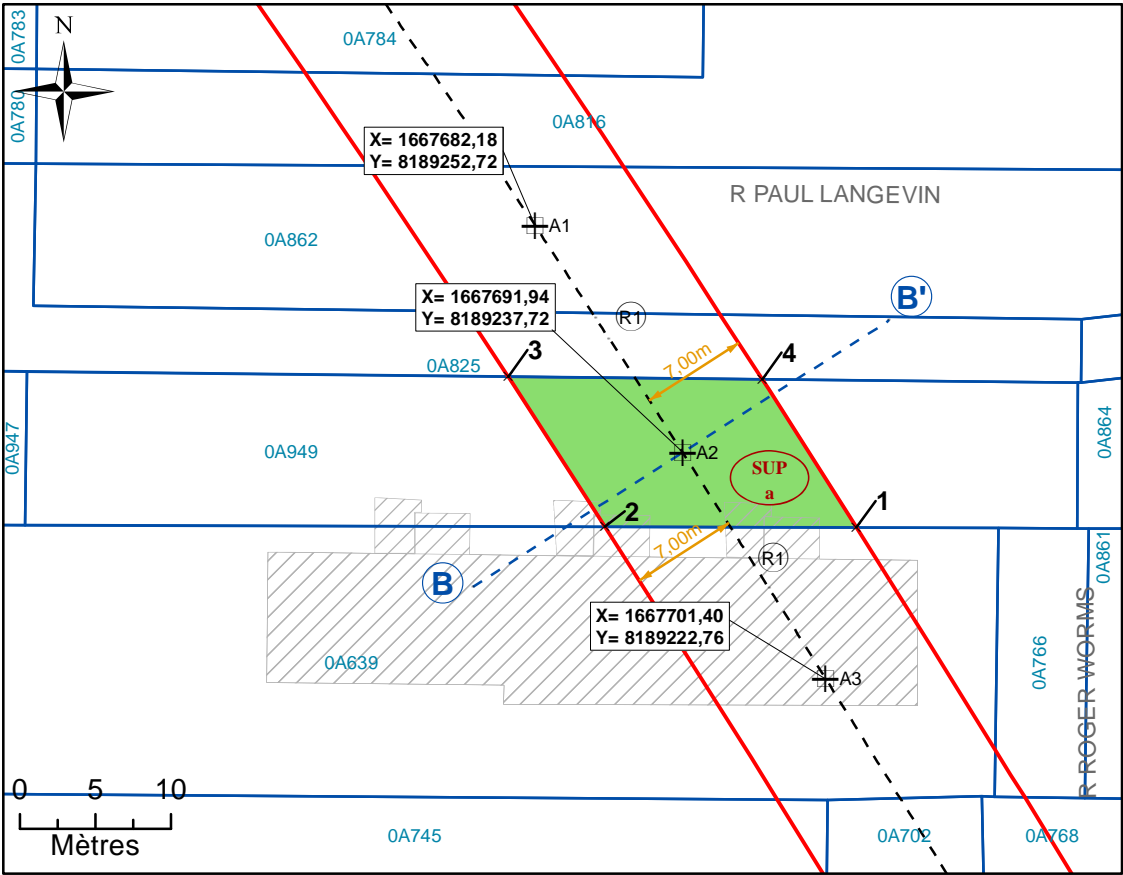 0A783
N
0A784
0A780
0A816
X= 1667682,18
Y= 8189252,72
R PAUL LANGEVIN
A1
0A862
B'
X= 1667691,94
Y= 8189237,72
R1
3
7,00m
4
0A825
0A947
0A949
A2
SUP
a
0A864
2
1
7,00m
R1
0A861
B
X= 1667701,40
Y= 8189222,76
0A639
A3
0A766
R ROGER WORMS
0 5 10
Mètres
0A745
0A702
0A768